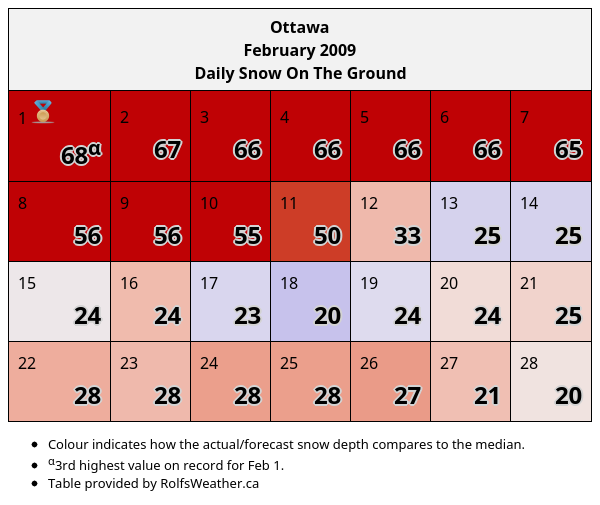 Ottawa
February 2009
Daily Snow On The Ground
1 2 3 4 5 6 7
68α 67 66 66 66 66 65
8 9 10 11 12 13 14
56 56 55 50 33 25 25
15 16 17 18 19 20 21
24 24 23 20 24 24 25
22 23 24 25 26 27 28
28 28 28 28 27 21 20
• Colour indicates how the actual/forecast snow depth compares to the median.
• α3rd highest value on record for Feb 1.
• Table provided by RolfsWeather.ca